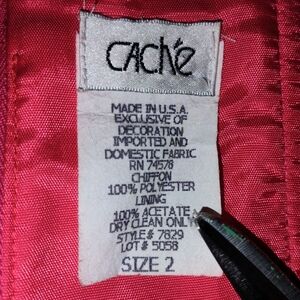 caché
MADE IN U.S.A.
EXCLUSIVE OF
DECORATION
IMPORTED AND
DOMESTIC FABRIC
RN 74578
CHIFFON
100% POLYESTER
LINING
100% ACETATE
DRY CLEAN ONLY
STYLE# 7829
LOT # 5058
SIZE 2